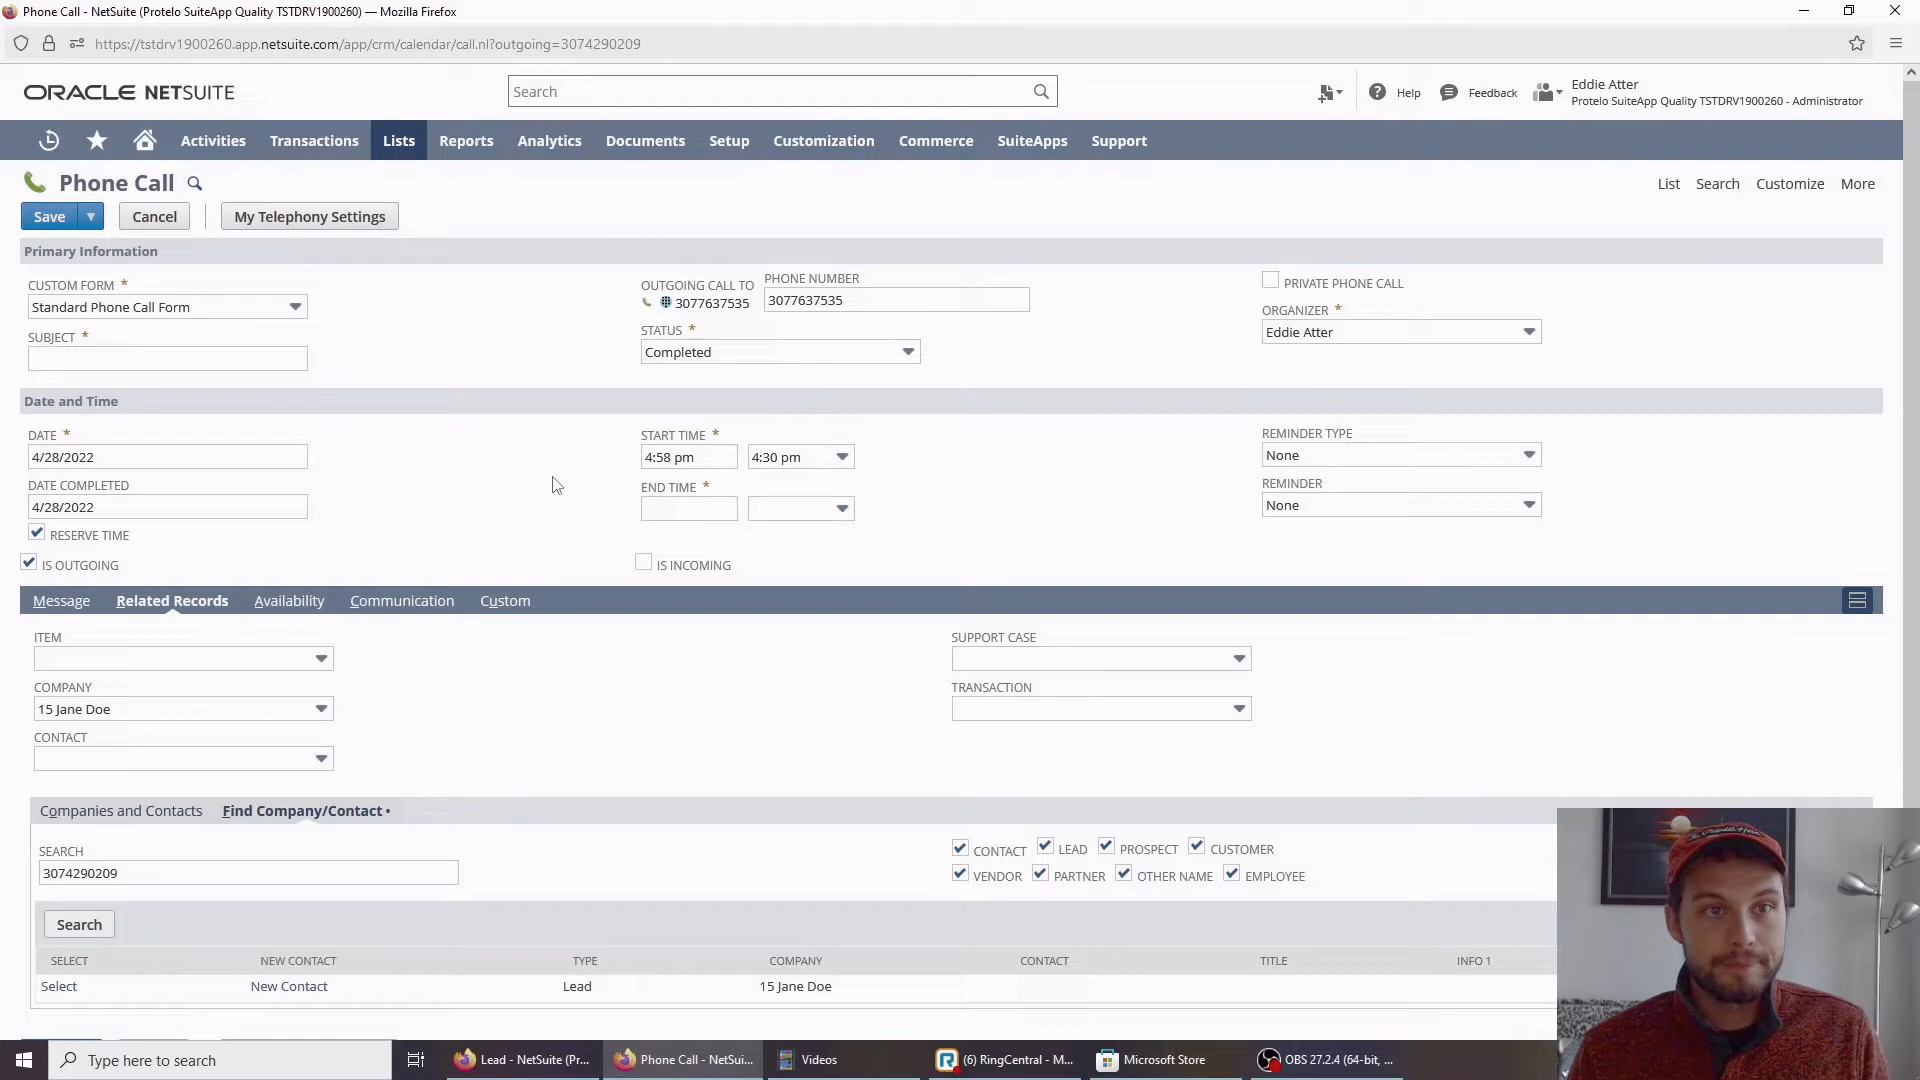 Phone Call - NetSuite (Protelo SuiteApp Quality TSTDRV1900260) — Mozilla Firefox
https://tstdrv1900260.app.netsuite.com/app/crm/calendar/call.nl?outgoing=3074290209
ORACLE NETSUITE
Search
Help
Feedback
Eddie Atter
Protelo SuiteApp Quality TSTDRV1900260 - Administrator
Activities Transactions Lists Reports Analytics Documents Setup Customization Commerce SuiteApps Support
Phone Call
List Search Customize More
Save Cancel My Telephony Settings
Primary Information
CUSTOM FORM *
Standard Phone Call Form
SUBJECT *
OUTGOING CALL TO
3077637535
PHONE NUMBER
3077637535
STATUS *
Completed
PRIVATE PHONE CALL
ORGANIZER *
Eddie Atter
Date and Time
DATE *
4/28/2022
DATE COMPLETED
4/28/2022
RESERVE TIME
START TIME *
4:58 pm 4:30 pm
END TIME *
REMINDER TYPE
None
REMINDER
None
IS OUTGOING
IS INCOMING
Message Related Records Availability Communication Custom
ITEM
COMPANY
15 Jane Doe
CONTACT
SUPPORT CASE
TRANSACTION
Companies and Contacts Find Company/Contact •
SEARCH
3074290209
CONTACT LEAD PROSPECT CUSTOMER
VENDOR PARTNER OTHER NAME EMPLOYEE
Search
SELECT NEW CONTACT TYPE COMPANY CONTACT TITLE INFO 1
Select New Contact Lead 15 Jane Doe
Type here to search
Lead - NetSuite (Pr...
Phone Call - NetSui...
Videos
(6) RingCentral - M...
Microsoft Store
OBS 27.2.4 (64-bit, ...